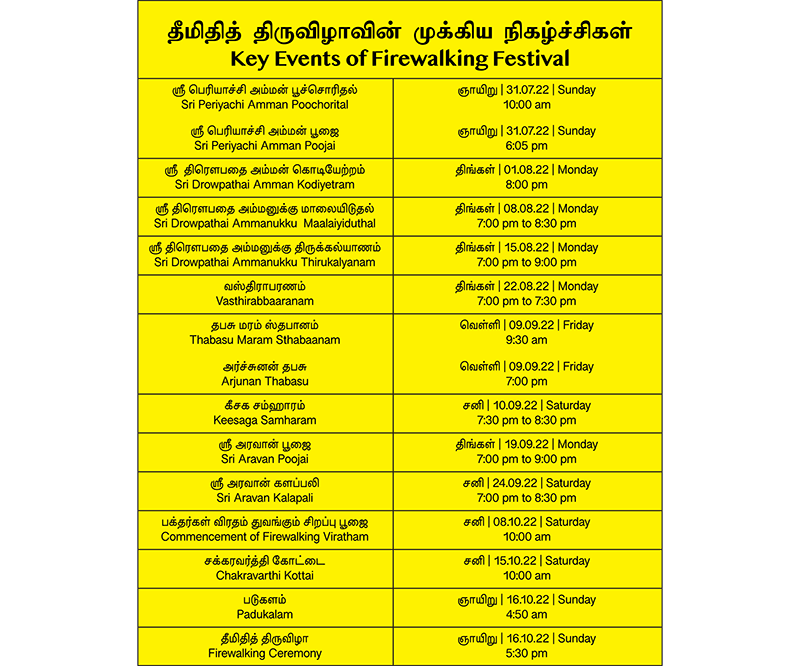 தீமிதித் திருவிழாவின் முக்கிய நிகழ்ச்சிகள்
Key Events of Firewalking Festival
ஸ்ரீ பெரியாச்சி அம்மன் பூச்சொரிதல்
Sri Periyachi Amman Poochorital
ஞாயிறு | 31.07.22 | Sunday
10:00 am
ஸ்ரீ பெரியாச்சி அம்மன் பூஜை
Sri Periyachi Amman Poojai
ஞாயிறு | 31.07.22 | Sunday
6:05 pm
ஸ்ரீ திரௌபதை அம்மன் கொடியேற்றம்
Sri Drowpathai Amman Kodiyetram
திங்கள் | 01.08.22 | Monday
8:00 pm
ஸ்ரீ திரௌபதை அம்மனுக்கு மாலையிடுதல்
Sri Drowpathai Ammanukku Maalaiyiduthal
திங்கள் | 08.08.22 | Monday
7:00 pm to 8:30 pm
ஸ்ரீ திரௌபதை அம்மனுக்கு திருக்கல்யாணம்
Sri Drowpathai Ammanukku Thirukalyanam
திங்கள் | 15.08.22 | Monday
7:00 pm to 9:00 pm
வஸ்திராபரணம்
Vasthirabbaaranam
திங்கள் | 22.08.22 | Monday
7:00 pm to 7:30 pm
தபசு மரம் ஸ்தபானம்
Thabasu Maram Sthabaanam
வெள்ளி | 09.09.22 | Friday
9:30 am
அர்ச்சுனன் தபசு
Arjunan Thabasu
வெள்ளி | 09.09.22 | Friday
7:00 pm
கீசக சம்ஹாரம்
Keesaga Samharam
சனி | 10.09.22 | Saturday
7:30 pm to 8:30 pm
ஸ்ரீ அரவான் பூஜை
Sri Aravan Poojai
திங்கள் | 19.09.22 | Monday
7:00 pm to 9:00 pm
ஸ்ரீ அரவான் களப்பலி
Sri Aravan Kalapali
சனி | 24.09.22 | Saturday
7:00 pm to 8:30 pm
பக்தர்கள் விரதம் துவங்கும் சிறப்பு பூஜை
Commencement of Firewalking Viratham
சனி | 08.10.22 | Saturday
10:00 am
சக்கரவர்த்தி கோட்டை
Chakravarthi Kottai
சனி | 15.10.22 | Saturday
10:00 am
படுகளம்
Padukalam
ஞாயிறு | 16.10.22 | Sunday
4:50 am
தீமிதித் திருவிழா
Firewalking Ceremony
ஞாயிறு | 16.10.22 | Sunday
5:30 pm